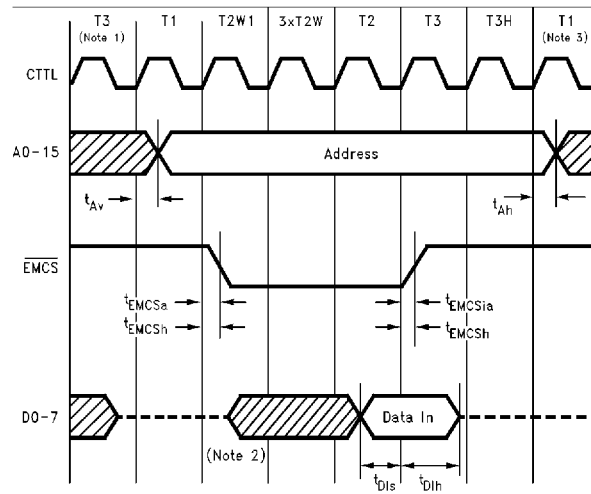 T3 T1 T2W1 3xT2W T2 T3 T3H T1
(Note 1) (Note 3)
CTTL
A0-15 Address
tAv tAh
EMCS
tEMCSa tEMCSia
tEMCSh tEMCSh
D0-7 Data In
(Note 2)
tDIs tDIh